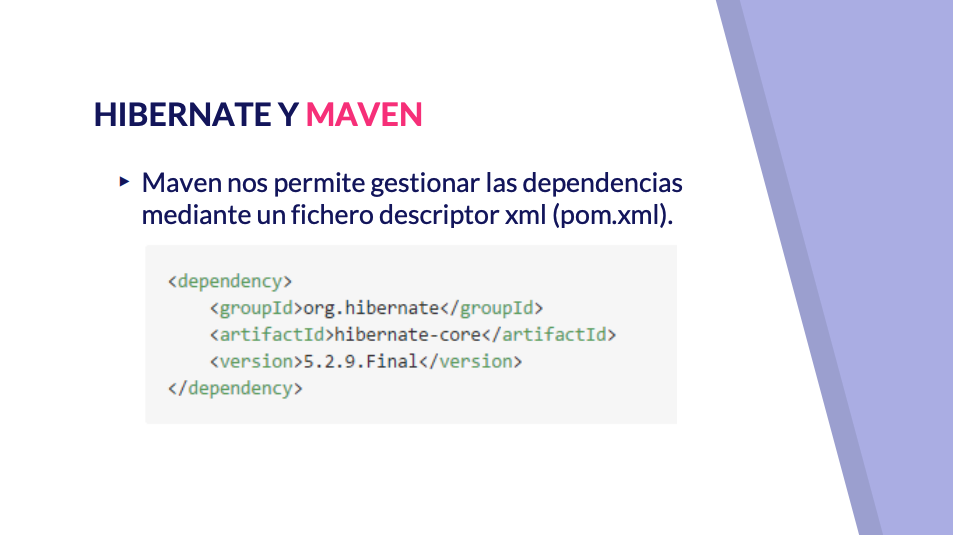 HIBERNATE Y MAVEN
▸ Maven nos permite gestionar las dependencias
mediante un fichero descriptor xml (pom.xml).
<dependency>
    <groupId>org.hibernate</groupId>
    <artifactId>hibernate-core</artifactId>
    <version>5.2.9.Final</version>
</dependency>